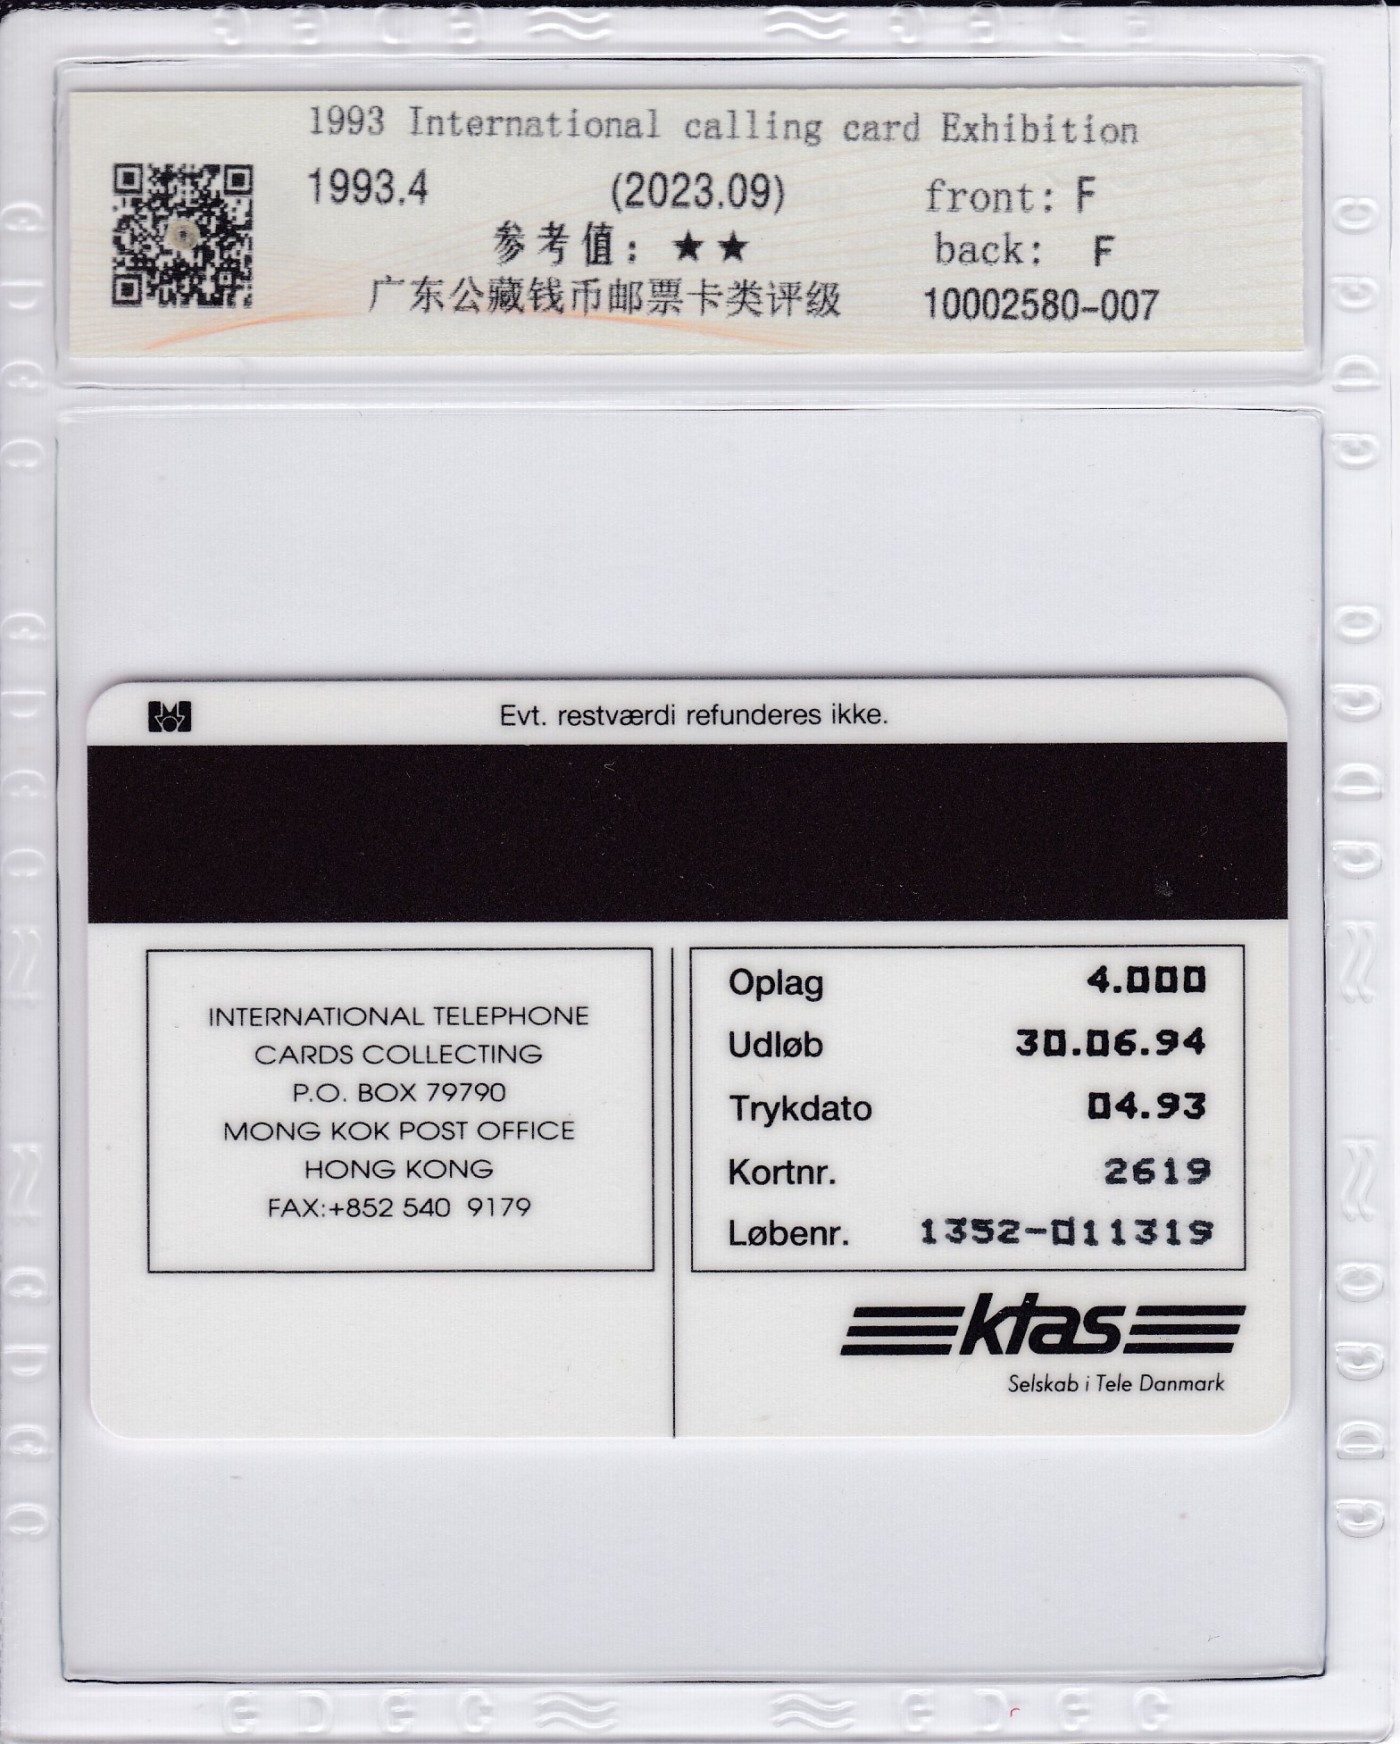 1993 International calling card Exhibition
1993.4 (2023.09) front: F
参考值：★★ back: F
广东公藏钱币邮票卡类评级 10002580-007
Evt. restværdi refunderes ikke.
INTERNATIONAL TELEPHONE
CARDS COLLECTING
P.O. BOX 79790
MONG KOK POST OFFICE
HONG KONG
FAX:+852 540 9179
Oplag 4.000
Udløb 30.06.94
Trykdato 04.93
Kortnr. 2619
Løbenr. 1352-011319
ktas
Selskab i Tele Danmark